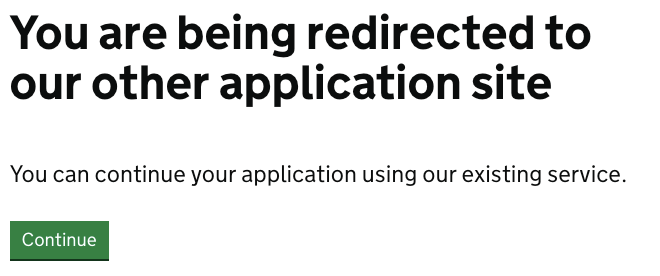 You are being redirected to
our other application site
You can continue your application using our existing service.
Continue